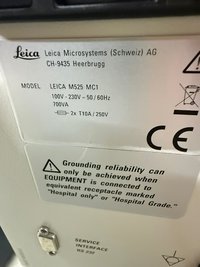 Leica Leica Microsystems (Schweiz) AG
CH-9435 Heerbrugg
MODEL LEICA M525 MC1
100V - 230V ~ 50/60Hz
700VA
2x T10A / 250V
CE
Grounding reliability can
only be achieved when
EQUIPMENT is connected to
equivalent receptacle marked
"Hospital only" or "Hospital Grade."
SERVICE
INTERFACE
RS 232